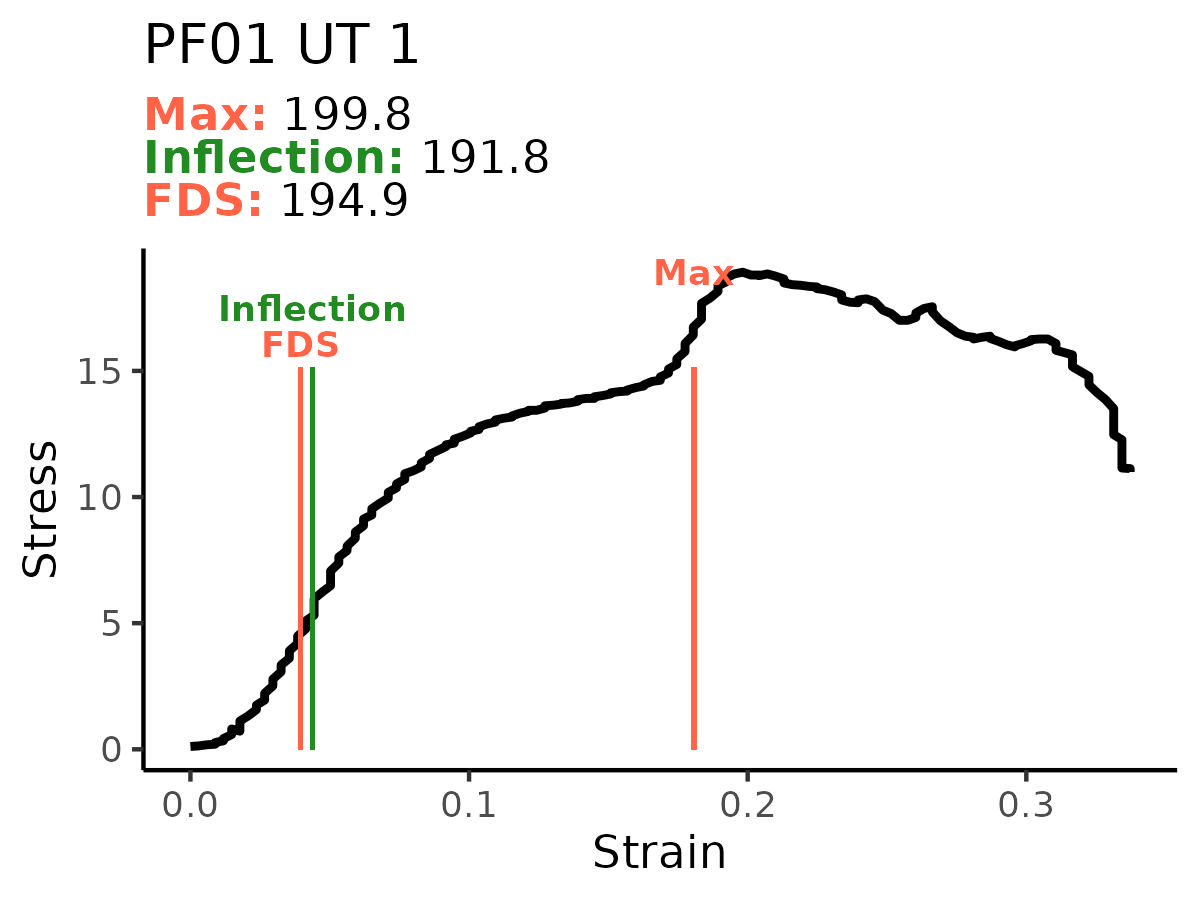 PF01 UT 1
Max: 199.8
Inflection: 191.8
FDS: 194.9
Max
Inflection
FDS
15
10
5
0
Stress
0.0 0.1 0.2 0.3
Strain